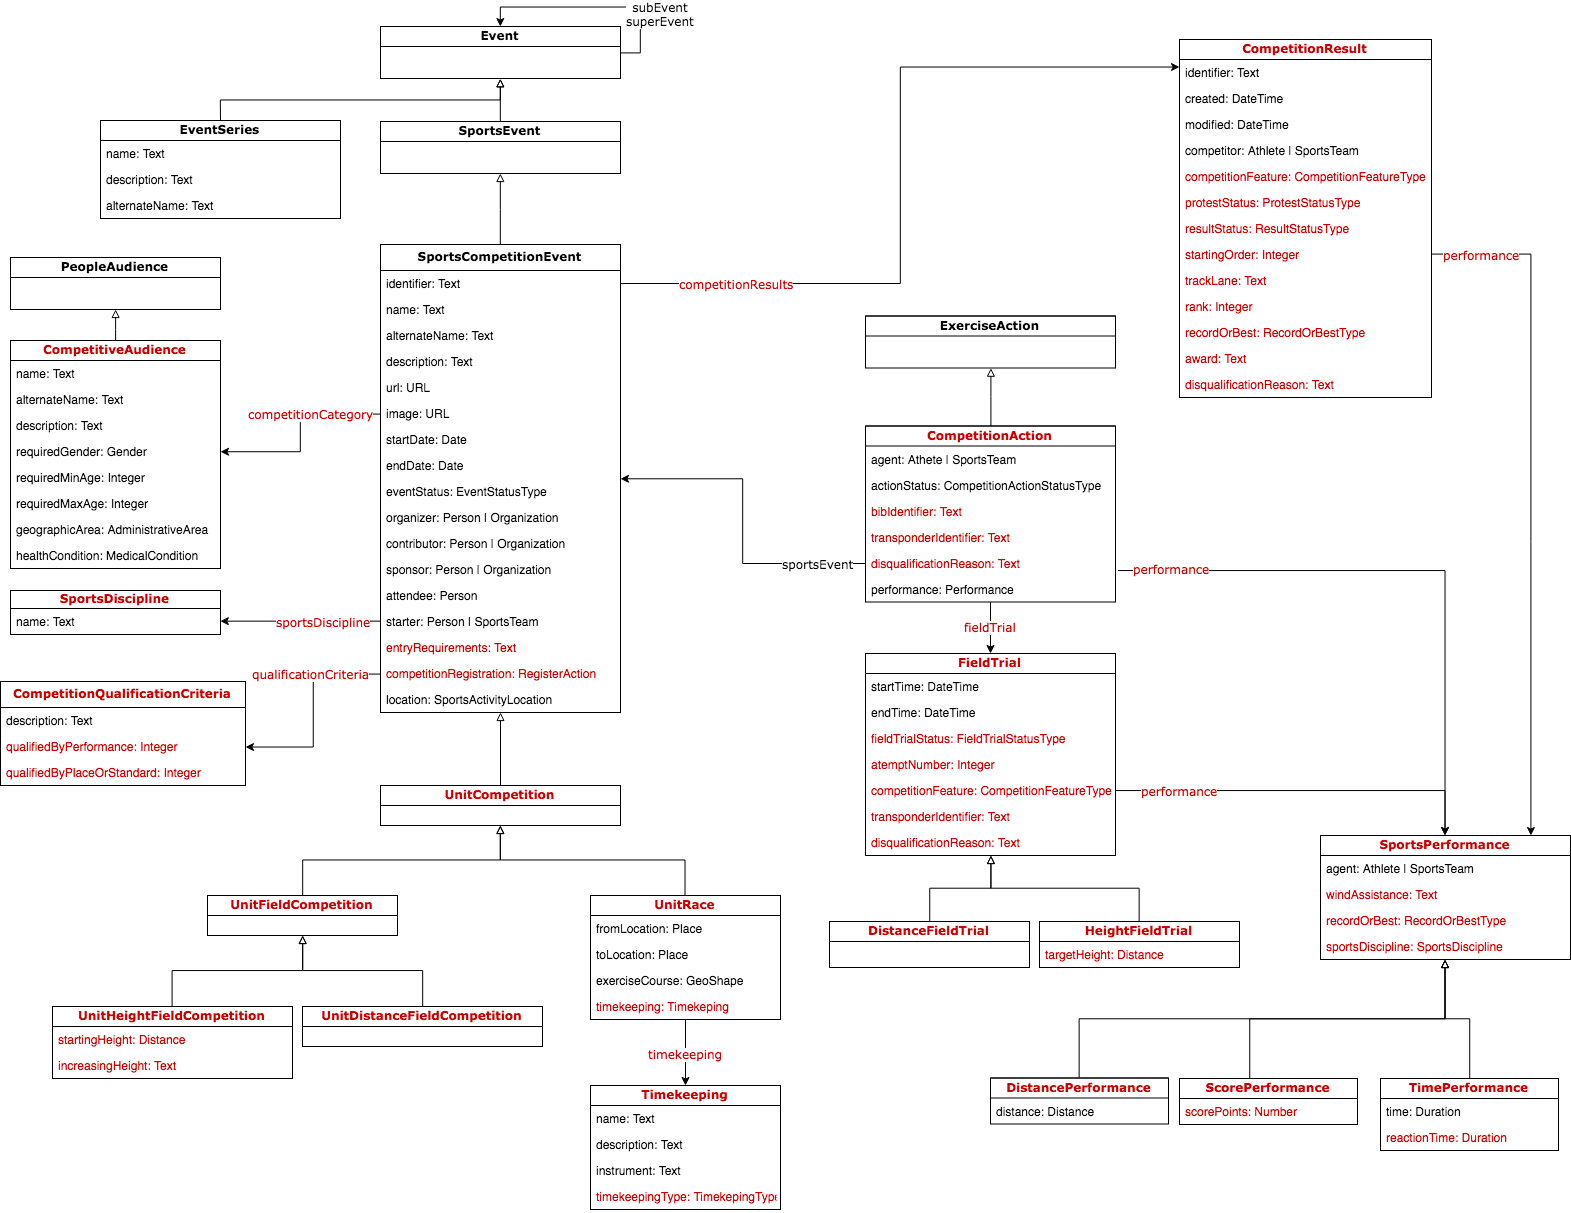 subEvent
superEvent
Event
EventSeries
name: Text
description: Text
alternateName: Text
SportsEvent
SportsCompetitionEvent
identifier: Text
name: Text
alternateName: Text
description: Text
url: URL
image: URL
startDate: Date
endDate: Date
eventStatus: EventStatusType
organizer: Person | Organization
contributor: Person | Organization
sponsor: Person | Organization
attendee: Person
starter: Person | SportsTeam
entryRequirements: Text
competitionRegistration: RegisterAction
location: SportsActivityLocation
PeopleAudience
CompetitiveAudience
name: Text
alternateName: Text
description: Text
requiredGender: Gender
requiredMinAge: Integer
requiredMaxAge: Integer
geographicArea: AdministrativeArea
healthCondition: MedicalCondition
competitionCategory
SportsDiscipline
name: Text
sportsDiscipline
qualificationCriteria
CompetitionQualificationCriteria
description: Text
qualifiedByPerformance: Integer
qualifiedByPlaceOrStandard: Integer
UnitCompetition
UnitFieldCompetition
UnitHeightFieldCompetition
startingHeight: Distance
increasingHeight: Text
UnitDistanceFieldCompetition
UnitRace
fromLocation: Place
toLocation: Place
exerciseCourse: GeoShape
timekeeping: Timekeping
timekeeping
Timekeeping
name: Text
description: Text
instrument: Text
timekeepingType: TimekepingType
competitionResults
CompetitionResult
identifier: Text
created: DateTime
modified: DateTime
competitor: Athlete | SportsTeam
competitionFeature: CompetitionFeatureType
protestStatus: ProtestStatusType
resultStatus: ResultStatusType
startingOrder: Integer
trackLane: Text
rank: Integer
recordOrBest: RecordOrBestType
award: Text
disqualificationReason: Text
performance
ExerciseAction
CompetitionAction
agent: Athete | SportsTeam
actionStatus: CompetitionActionStatusType
bibIdentifier: Text
transponderIdentifier: Text
disqualificationReason: Text
performance: Performance
sportsEvent
performance
fieldTrial
FieldTrial
startTime: DateTime
endTime: DateTime
fieldTrialStatus: FieldTrialStatusType
atemptNumber: Integer
competitionFeature: CompetitionFeatureType
transponderIdentifier: Text
disqualificationReason: Text
performance
DistanceFieldTrial
HeightFieldTrial
targetHeight: Distance
SportsPerformance
agent: Athlete | SportsTeam
windAssistance: Text
recordOrBest: RecordOrBestType
sportsDiscipline: SportsDiscipline
DistancePerformance
distance: Distance
ScorePerformance
scorePoints: Number
TimePerformance
time: Duration
reactionTime: Duration